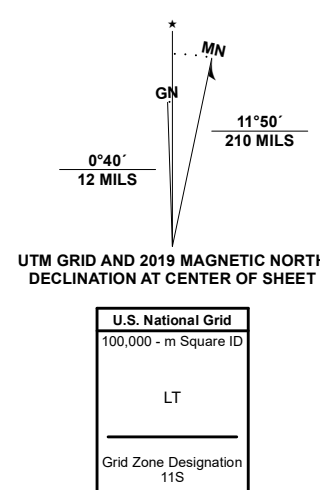 MN
GN
11°50´
210 MILS
0°40´
12 MILS
UTM GRID AND 2019 MAGNETIC NORTH
DECLINATION AT CENTER OF SHEET
U.S. National Grid
100,000 - m Square ID
LT
Grid Zone Designation
11S